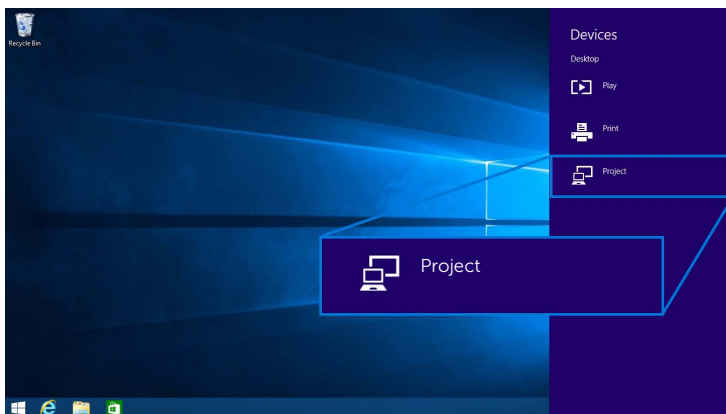 Recycle Bin
Devices
Desktop
Play
Print
Project
Project